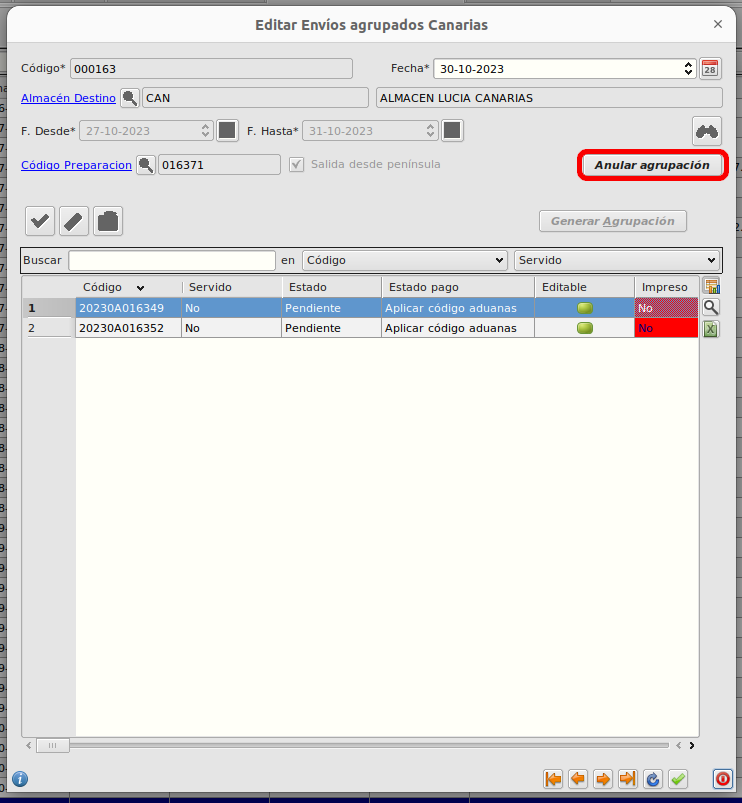 Editar Envíos agrupados Canarias
Código* 000163 Fecha* 30-10-2023 28
Almacén Destino CAN ALMACEN LUCIA CANARIAS
F. Desde* 27-10-2023 F. Hasta* 31-10-2023
Código Preparacion 016371 Salida desde península Anular agrupación
Generar Agrupación
Buscar en Código Servido
Código Servido Estado Estado pago Editable Impreso
1 20230A016349 No Pendiente Aplicar código aduanas No
2 20230A016352 No Pendiente Aplicar código aduanas No